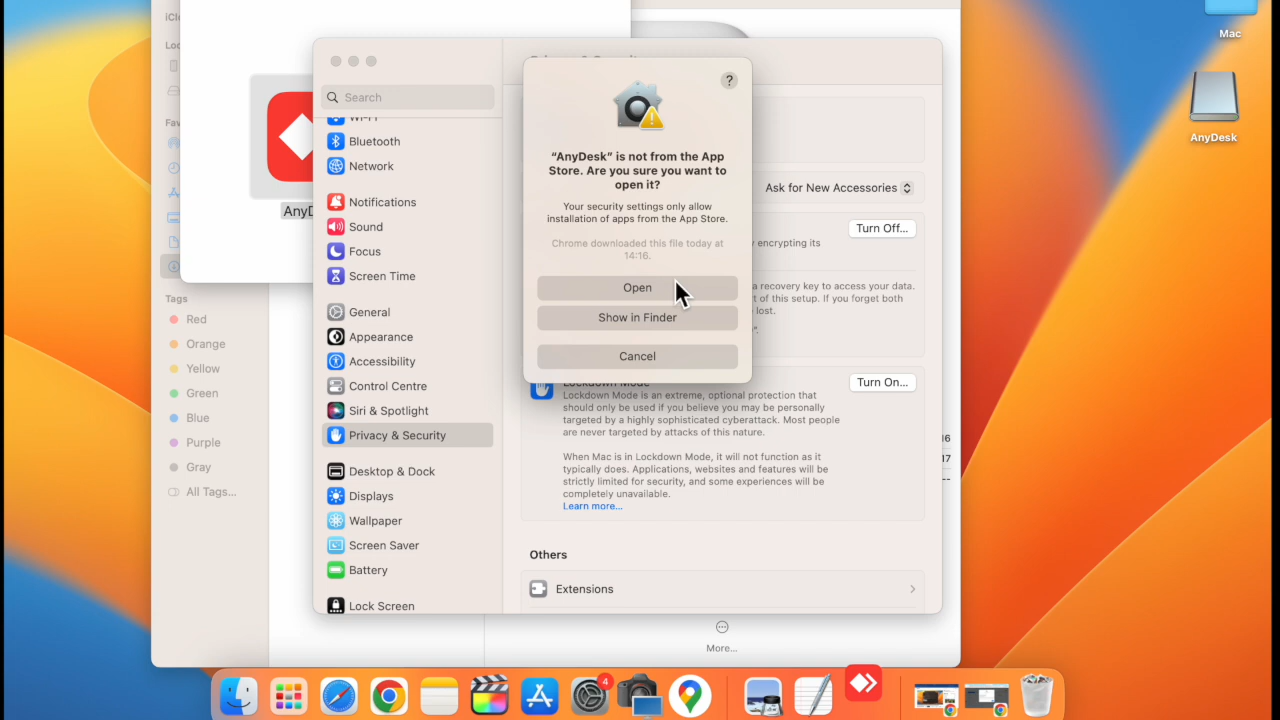 iClo
Mac
Loc
Search
Bluetooth
Network
Fav
AnyDesk
Notifications
Sound
Focus
Screen Time
General
Appearance
Accessibility
Control Centre
Siri & Spotlight
Privacy & Security
Desktop & Dock
Displays
Wallpaper
Screen Saver
Battery
Lock Screen
AnyD
Tags
Red
Orange
Yellow
Green
Blue
Purple
Gray
All Tags...
?
“AnyDesk” is not from the App
Store. Are you sure you want to
open it?
Your security settings only allow
installation of apps from the App Store.
Chrome downloaded this file today at
14:16.
Open
Show in Finder
Cancel
Ask for New Accessories
Turn Off...
encrypting its
a recovery key to access your data.
t of this setup. If you forget both
lost.
".
Lockdown Mode
Turn On...
Lockdown Mode is an extreme, optional protection that
should only be used if you believe you may be personally
targeted by a highly sophisticated cyberattack. Most people
are never targeted by attacks of this nature.
When Mac is in Lockdown Mode, it will not function as it
typically does. Applications, websites and features will be
strictly limited for security, and some experiences will be
completely unavailable.
Learn more...
Others
Extensions
16
17
--
More...
4